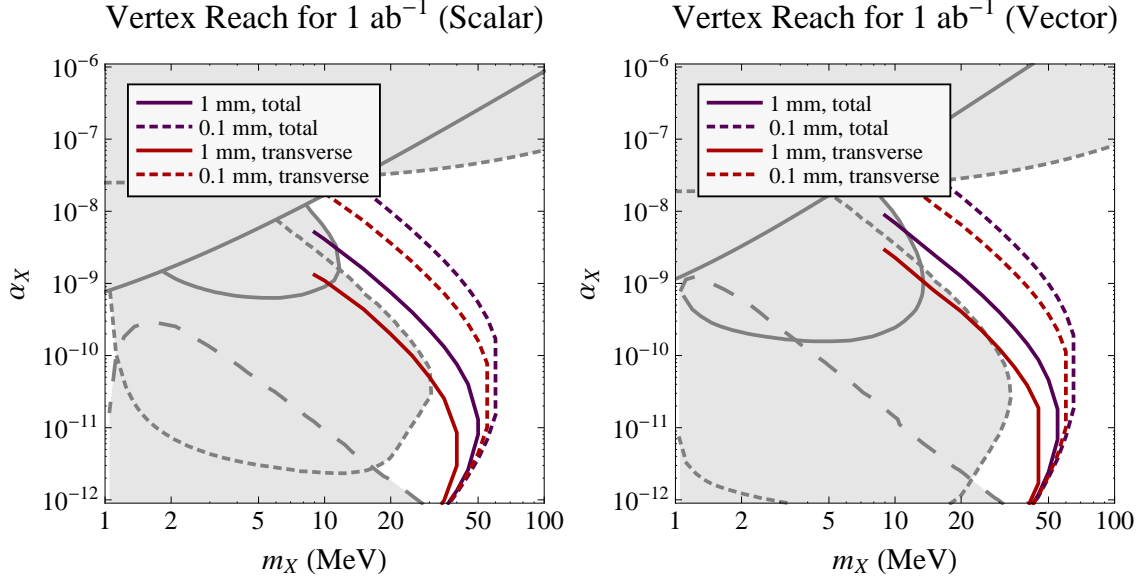 Vertex Reach for 1 ab⁻¹ (Scalar)
10⁻⁶
10⁻⁷
10⁻⁸
10⁻⁹
10⁻¹⁰
10⁻¹¹
10⁻¹²
α_X
1 mm, total
0.1 mm, total
1 mm, transverse
0.1 mm, transverse
1 2 5 10 20 50 100
m_X (MeV)
Vertex Reach for 1 ab⁻¹ (Vector)
10⁻⁶
10⁻⁷
10⁻⁸
10⁻⁹
10⁻¹⁰
10⁻¹¹
10⁻¹²
α_X
1 mm, total
0.1 mm, total
1 mm, transverse
0.1 mm, transverse
1 2 5 10 20 50 100
m_X (MeV)